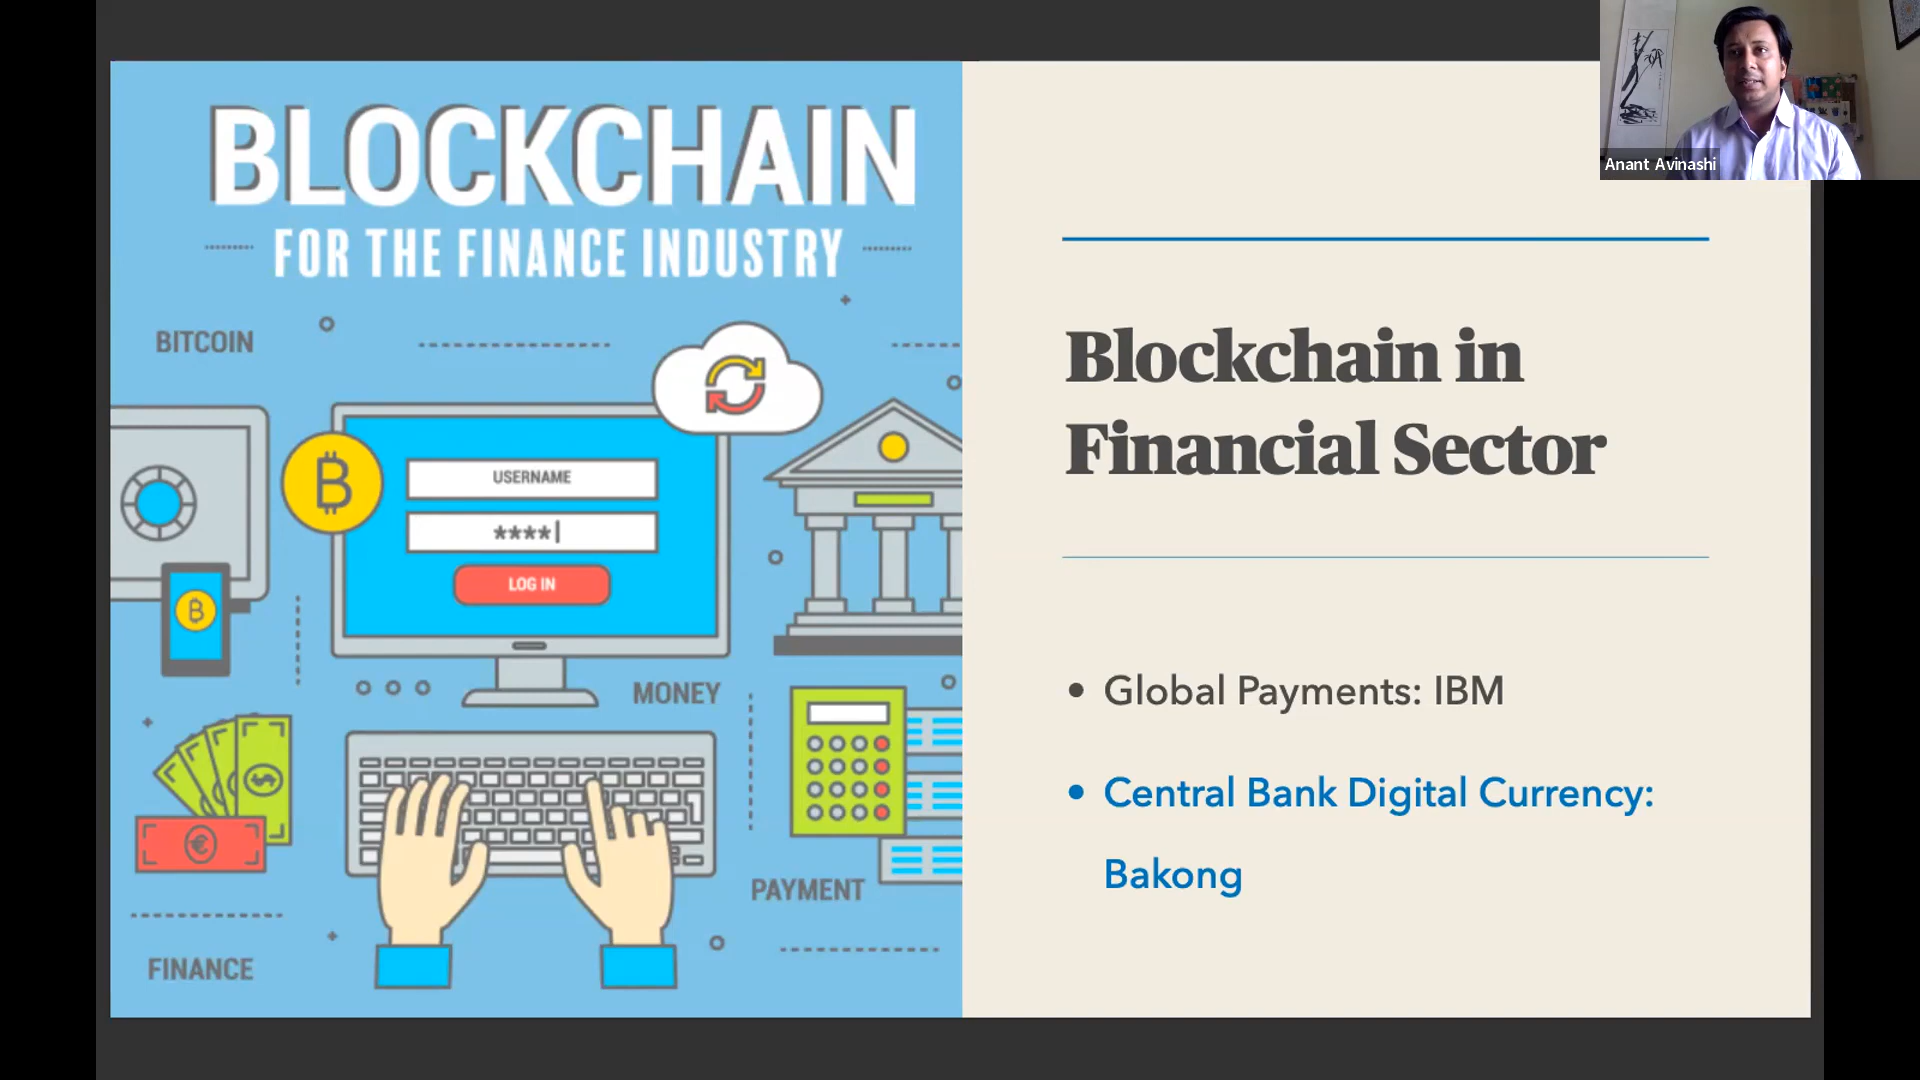 BLOCKCHAIN
FOR THE FINANCE INDUSTRY
BITCOIN
USERNAME
****|
LOG IN
MONEY
PAYMENT
FINANCE
Blockchain in
Financial Sector
• Global Payments: IBM
• Central Bank Digital Currency:
Bakong
Anant Avinashi